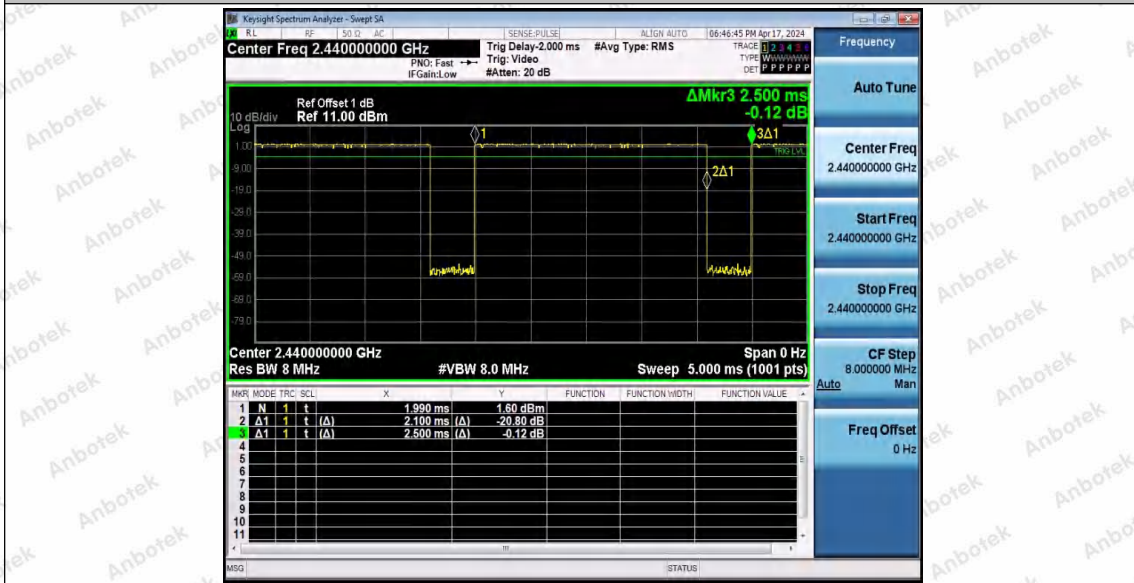 Keysight Spectrum Analyzer - Swept SA
RL RF 50 Ω AC SENSE:PULSE ALIGN AUTO 06:46:45 PM Apr 17, 2024
Center Freq 2.440000000 GHz
PNO: Fast
IFGain:Low
Trig Delay-2.000 ms
Trig: Video
#Atten: 20 dB
#Avg Type: RMS
TRACE 1 2 3 4 5 6
TYPE WWWWWW
DET P P P P P P
ΔMkr3 2.500 ms
-0.12 dB
Ref Offset 1 dB
10 dB/div Ref 11.00 dBm
Log
1.00
-9.00
-19.0
-29.0
-39.0
-49.0
-59.0
-69.0
-79.0
1
3Δ1
TRIG LVL
2Δ1
Center 2.440000000 GHz Span 0 Hz
Res BW 8 MHz #VBW 8.0 MHz Sweep 5.000 ms (1001 pts)
MKR MODE TRC SCL X Y FUNCTION FUNCTION WIDTH FUNCTION VALUE
1 N 1 t 1.990 ms 1.60 dBm
2 Δ1 1 t (Δ) 2.100 ms (Δ) -20.80 dB
3 Δ1 1 t (Δ) 2.500 ms (Δ) -0.12 dB
4
5
6
7
8
9
10
11
MSG STATUS
Frequency
Auto Tune
Center Freq
2.440000000 GHz
Start Freq
2.440000000 GHz
Stop Freq
2.440000000 GHz
CF Step
8.000000 MHz
Auto Man
Freq Offset
0 Hz
Anbotek